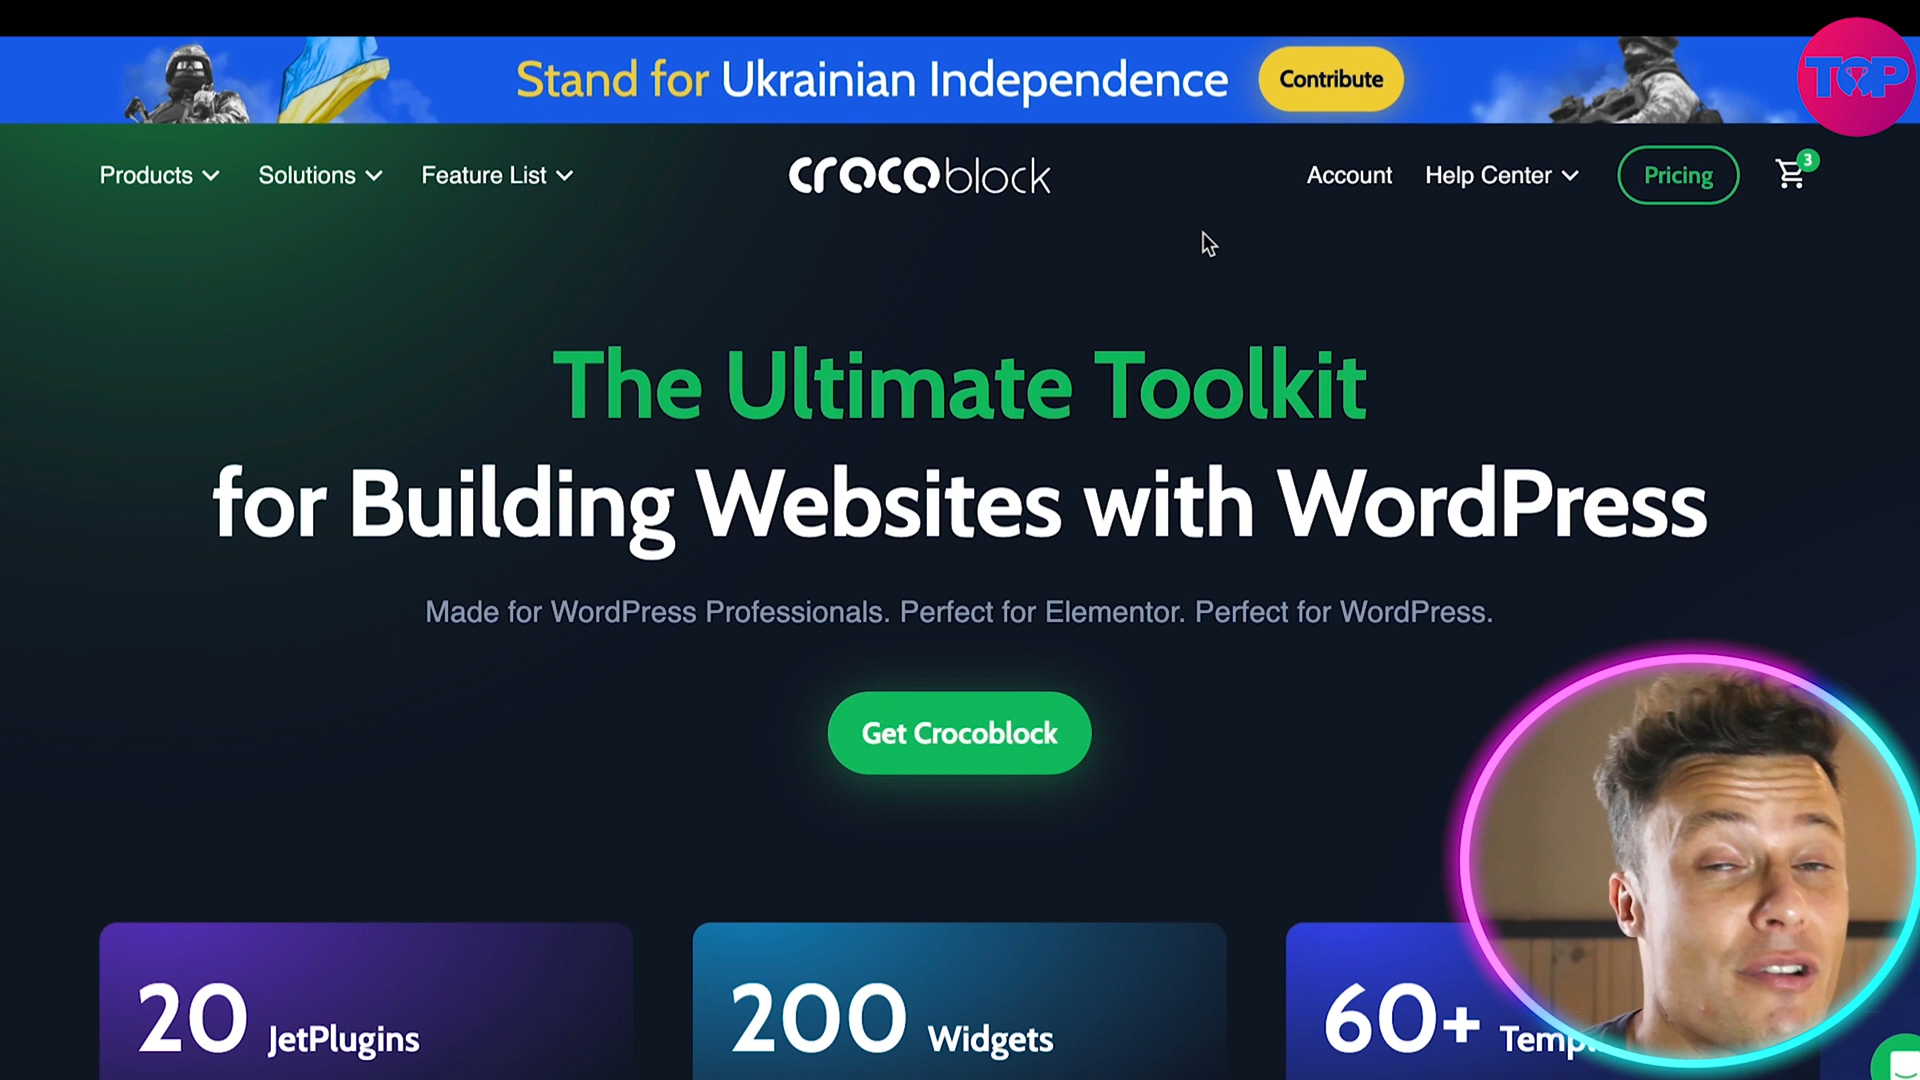 Stand for Ukrainian Independence
Contribute
TOP
Products
Solutions
Feature List
crocoblock
Account
Help Center
Pricing
3
The Ultimate Toolkit
for Building Websites with WordPress
Made for WordPress Professionals. Perfect for Elementor. Perfect for WordPress.
Get Crocoblock
20 JetPlugins
200 Widgets
60+